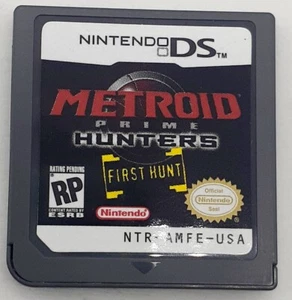 NINTENDO DS™
METROID
PRIME
HUNTERS
FIRST HUNT
RATING PENDING
RP
CONTENT RATED BY
ESRB
Nintendo
Official
Nintendo
Seal
NTR-AMFE-USA